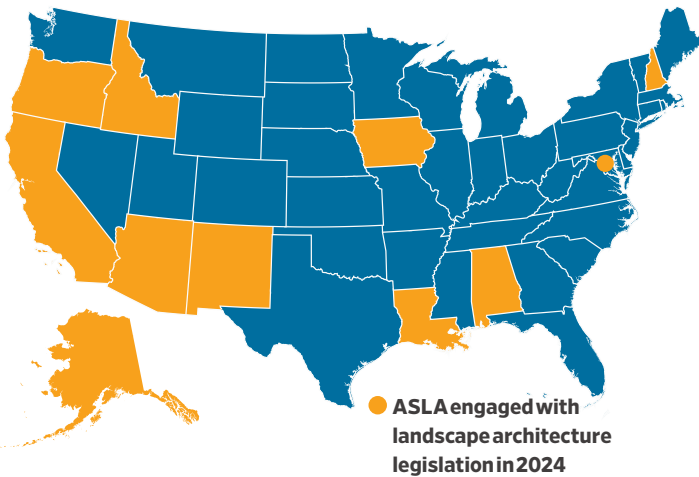 ASLA engaged with
landscape architecture
legislation in 2024